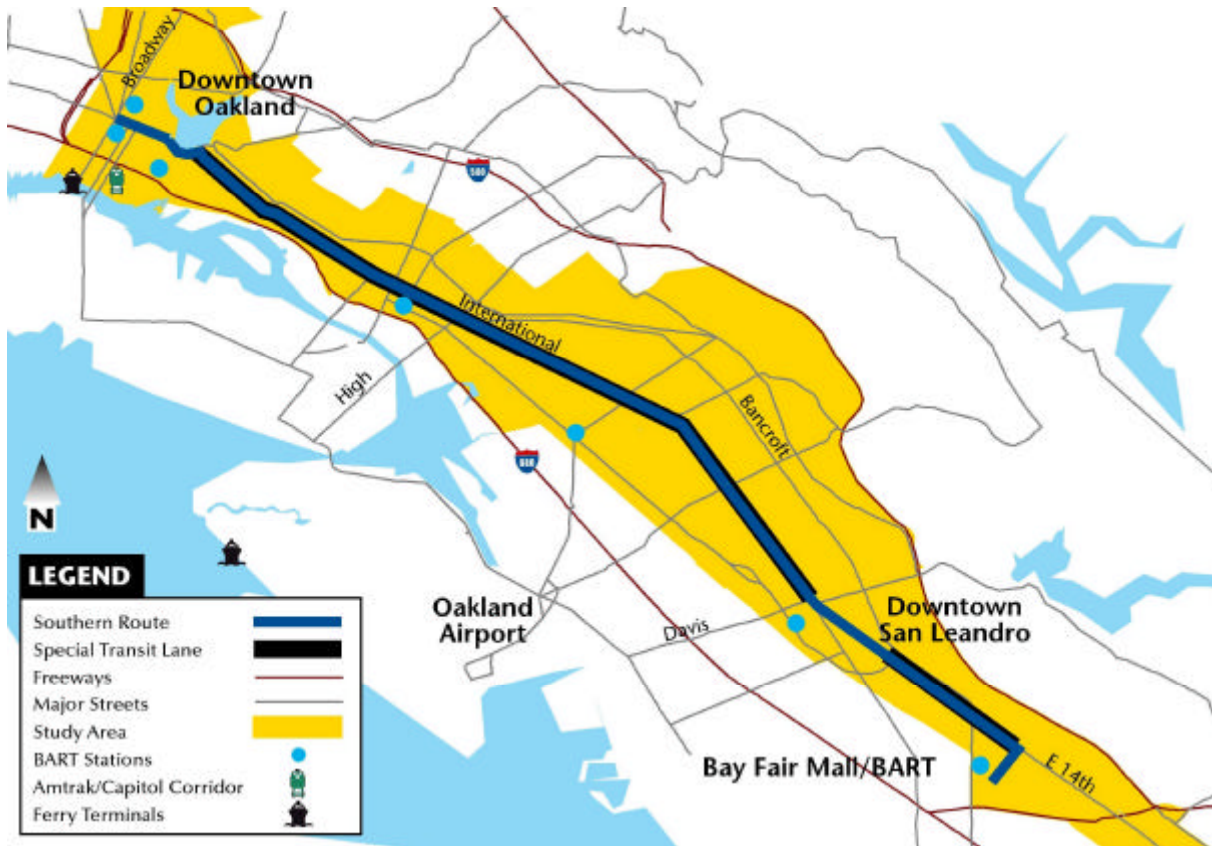 Broadway
Downtown
Oakland
580
International
High
Bancroft
880
N
LEGEND
Southern Route
Special Transit Lane
Freeways
Major Streets
Study Area
BART Stations
Amtrak/Capitol Corridor
Ferry Terminals
Oakland
Airport
Davis
Downtown
San Leandro
Bay Fair Mall/BART
E 14th